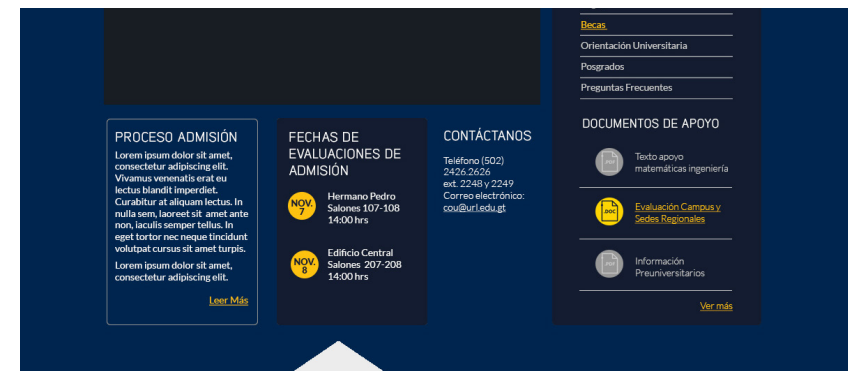 Becas
Orientación Universitaria
Posgrados
Preguntas Frecuentes
PROCESO ADMISIÓN
Lorem ipsum dolor sit amet,
consectetur adipiscing elit.
Vivamus venenatis erat eu
lectus blandit imperdiet.
Curabitur at aliquam lectus. In
nulla sem, laoreet sit amet ante
non, iaculis semper tellus. In
eget tortor nec neque tincidunt
volutpat cursus sit amet turpis.
Lorem ipsum dolor sit amet,
consectetur adipiscing elit.
Leer Más
FECHAS DE
EVALUACIONES DE
ADMISIÓN
NOV.
7
Hermano Pedro
Salones 107-108
14:00 hrs
NOV.
8
Edificio Central
Salones 207-208
14:00 hrs
CONTÁCTANOS
Teléfono (502)
2426.2626
ext. 2248 y 2249
Correo electrónico:
cou@url.edu.gt
DOCUMENTOS DE APOYO
.PDF
Texto apoyo
matemáticas ingeniería
.DOC
Evaluación Campus y
Sedes Regionales
.PDF
Información
Preuniversitarios
Ver más